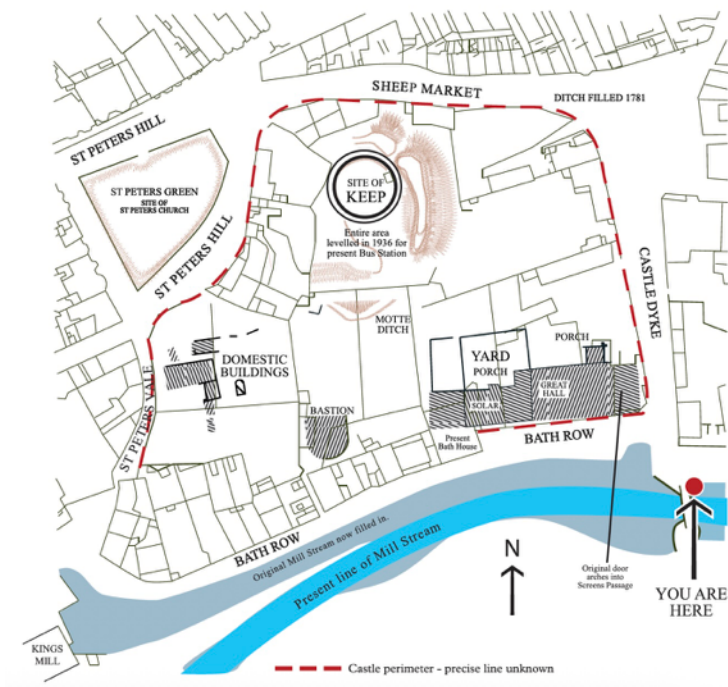 SHEEP MARKET
DITCH FILLED 1781
ST PETERS HILL
ST PETERS GREEN
SITE OF
ST PETERS CHURCH
SITE OF
KEEP
Entire area
levelled in 1936 for
present Bus Station
ST PETERS HILL
CASTLE DYKE
MOTTE
DITCH
DOMESTIC
BUILDINGS
YARD
PORCH
PORCH
ST PETERS VALE
BASTION
SOLAR
GREAT
HALL
Present
Bath House
BATH ROW
BATH ROW
Original Mill Stream now filled in.
Present line of Mill Stream
N
Original door
arches into
Screens Passage
YOU ARE
HERE
KINGS
MILL
Castle perimeter - precise line unknown